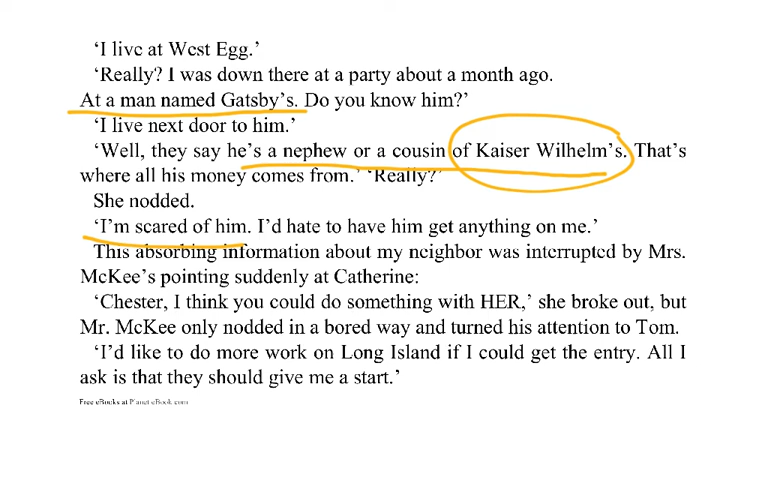 ‘I live at West Egg.’
‘Really? I was down there at a party about a month ago.
At a man named Gatsby’s. Do you know him?’
‘I live next door to him.’
‘Well, they say he’s a nephew or a cousin of Kaiser Wilhelm’s. That’s
where all his money comes from.’ ‘Really?’
She nodded.
‘I’m scared of him. I’d hate to have him get anything on me.’
This absorbing information about my neighbor was interrupted by Mrs.
McKee’s pointing suddenly at Catherine:
‘Chester, I think you could do something with HER,’ she broke out, but
Mr. McKee only nodded in a bored way and turned his attention to Tom.
‘I’d like to do more work on Long Island if I could get the entry. All I
ask is that they should give me a start.’
Free eBooks at Planet eBook.com